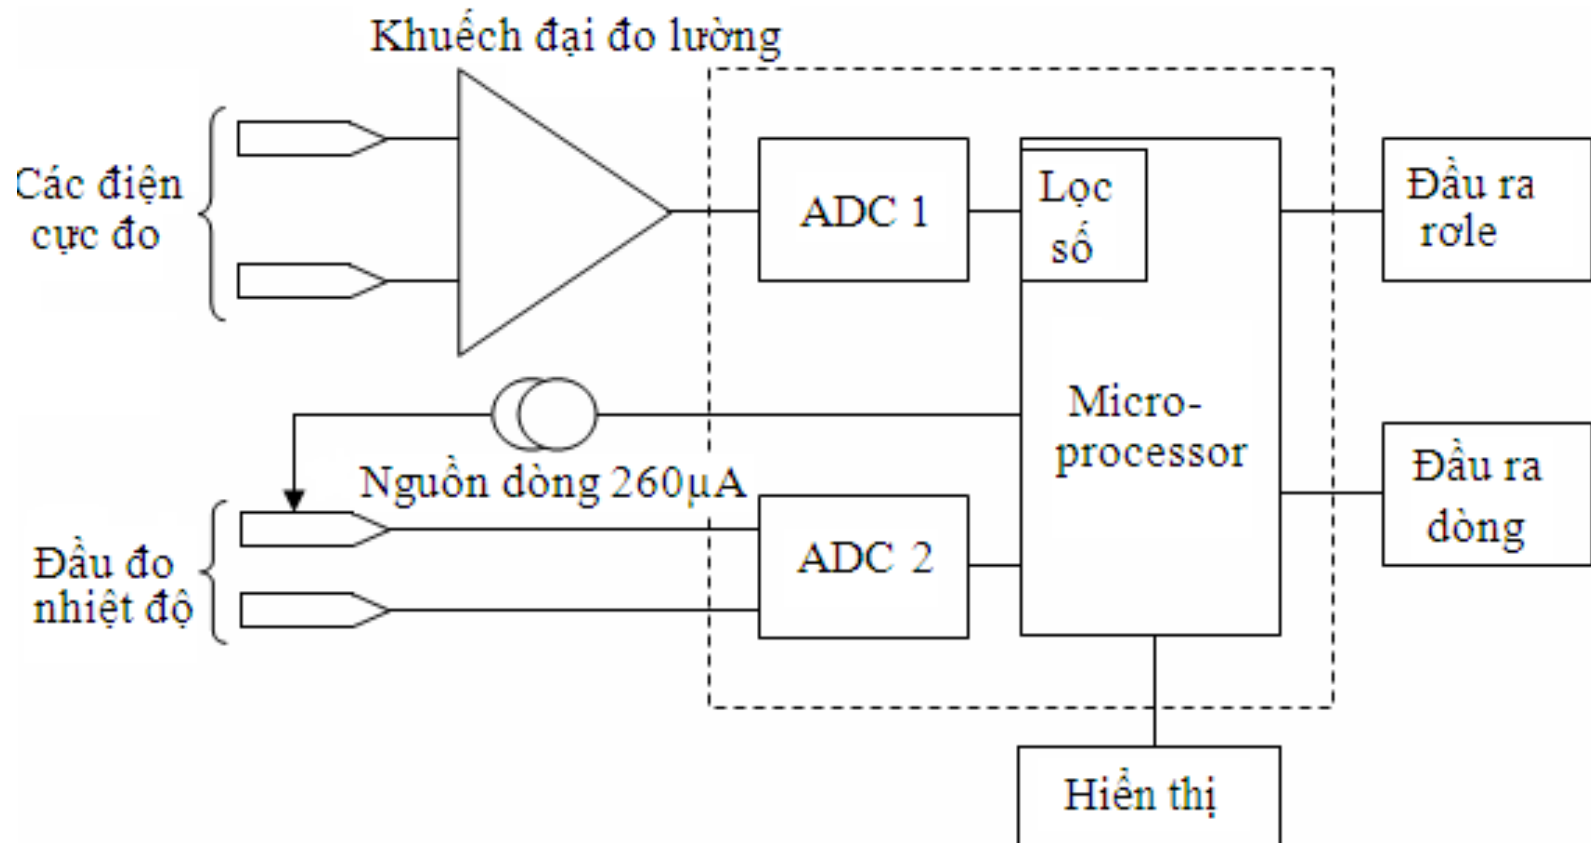 Khuếch đại đo lường
Các điện
cực đo
ADC 1
Lọc
số
Đầu ra
rơle
Micro-
processor
Nguồn dòng 260µA
Đầu ra
dòng
Đầu đo
nhiệt độ
ADC 2
Hiển thị